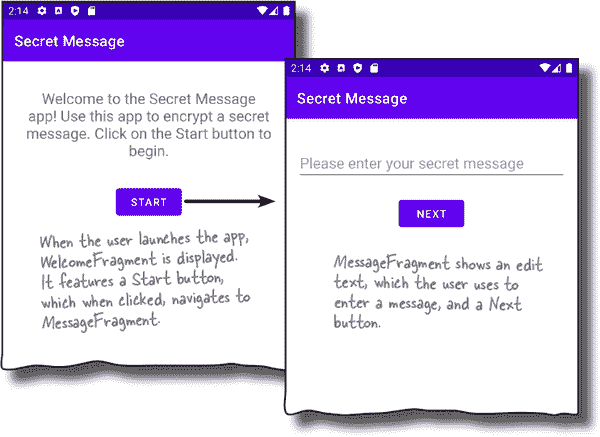 2:14
Secret Message
Welcome to the Secret Message
app! Use this app to encrypt a secret
message. Click on the Start button to
begin.
START
When the user launches the app,
WelcomeFragment is displayed.
It features a Start button,
which when clicked, navigates to
MessageFragment.
2:14
Secret Message
Please enter your secret message
NEXT
MessageFragment shows an edit
text, which the user uses to
enter a message, and a Next
button.